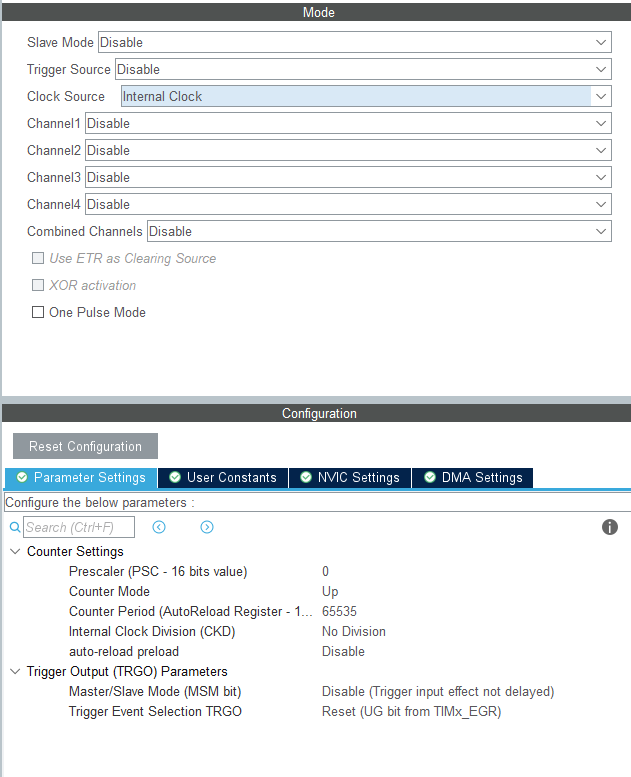 Mode
Slave Mode Disable
Trigger Source Disable
Clock Source Internal Clock
Channel1 Disable
Channel2 Disable
Channel3 Disable
Channel4 Disable
Combined Channels Disable
Use ETR as Clearing Source
XOR activation
One Pulse Mode
Configuration
Reset Configuration
Parameter Settings User Constants NVIC Settings DMA Settings
Configure the below parameters :
Search (Ctrl+F)
Counter Settings
Prescaler (PSC - 16 bits value) 0
Counter Mode Up
Counter Period (AutoReload Register - 1... 65535
Internal Clock Division (CKD) No Division
auto-reload preload Disable
Trigger Output (TRGO) Parameters
Master/Slave Mode (MSM bit) Disable (Trigger input effect not delayed)
Trigger Event Selection TRGO Reset (UG bit from TIMx_EGR)